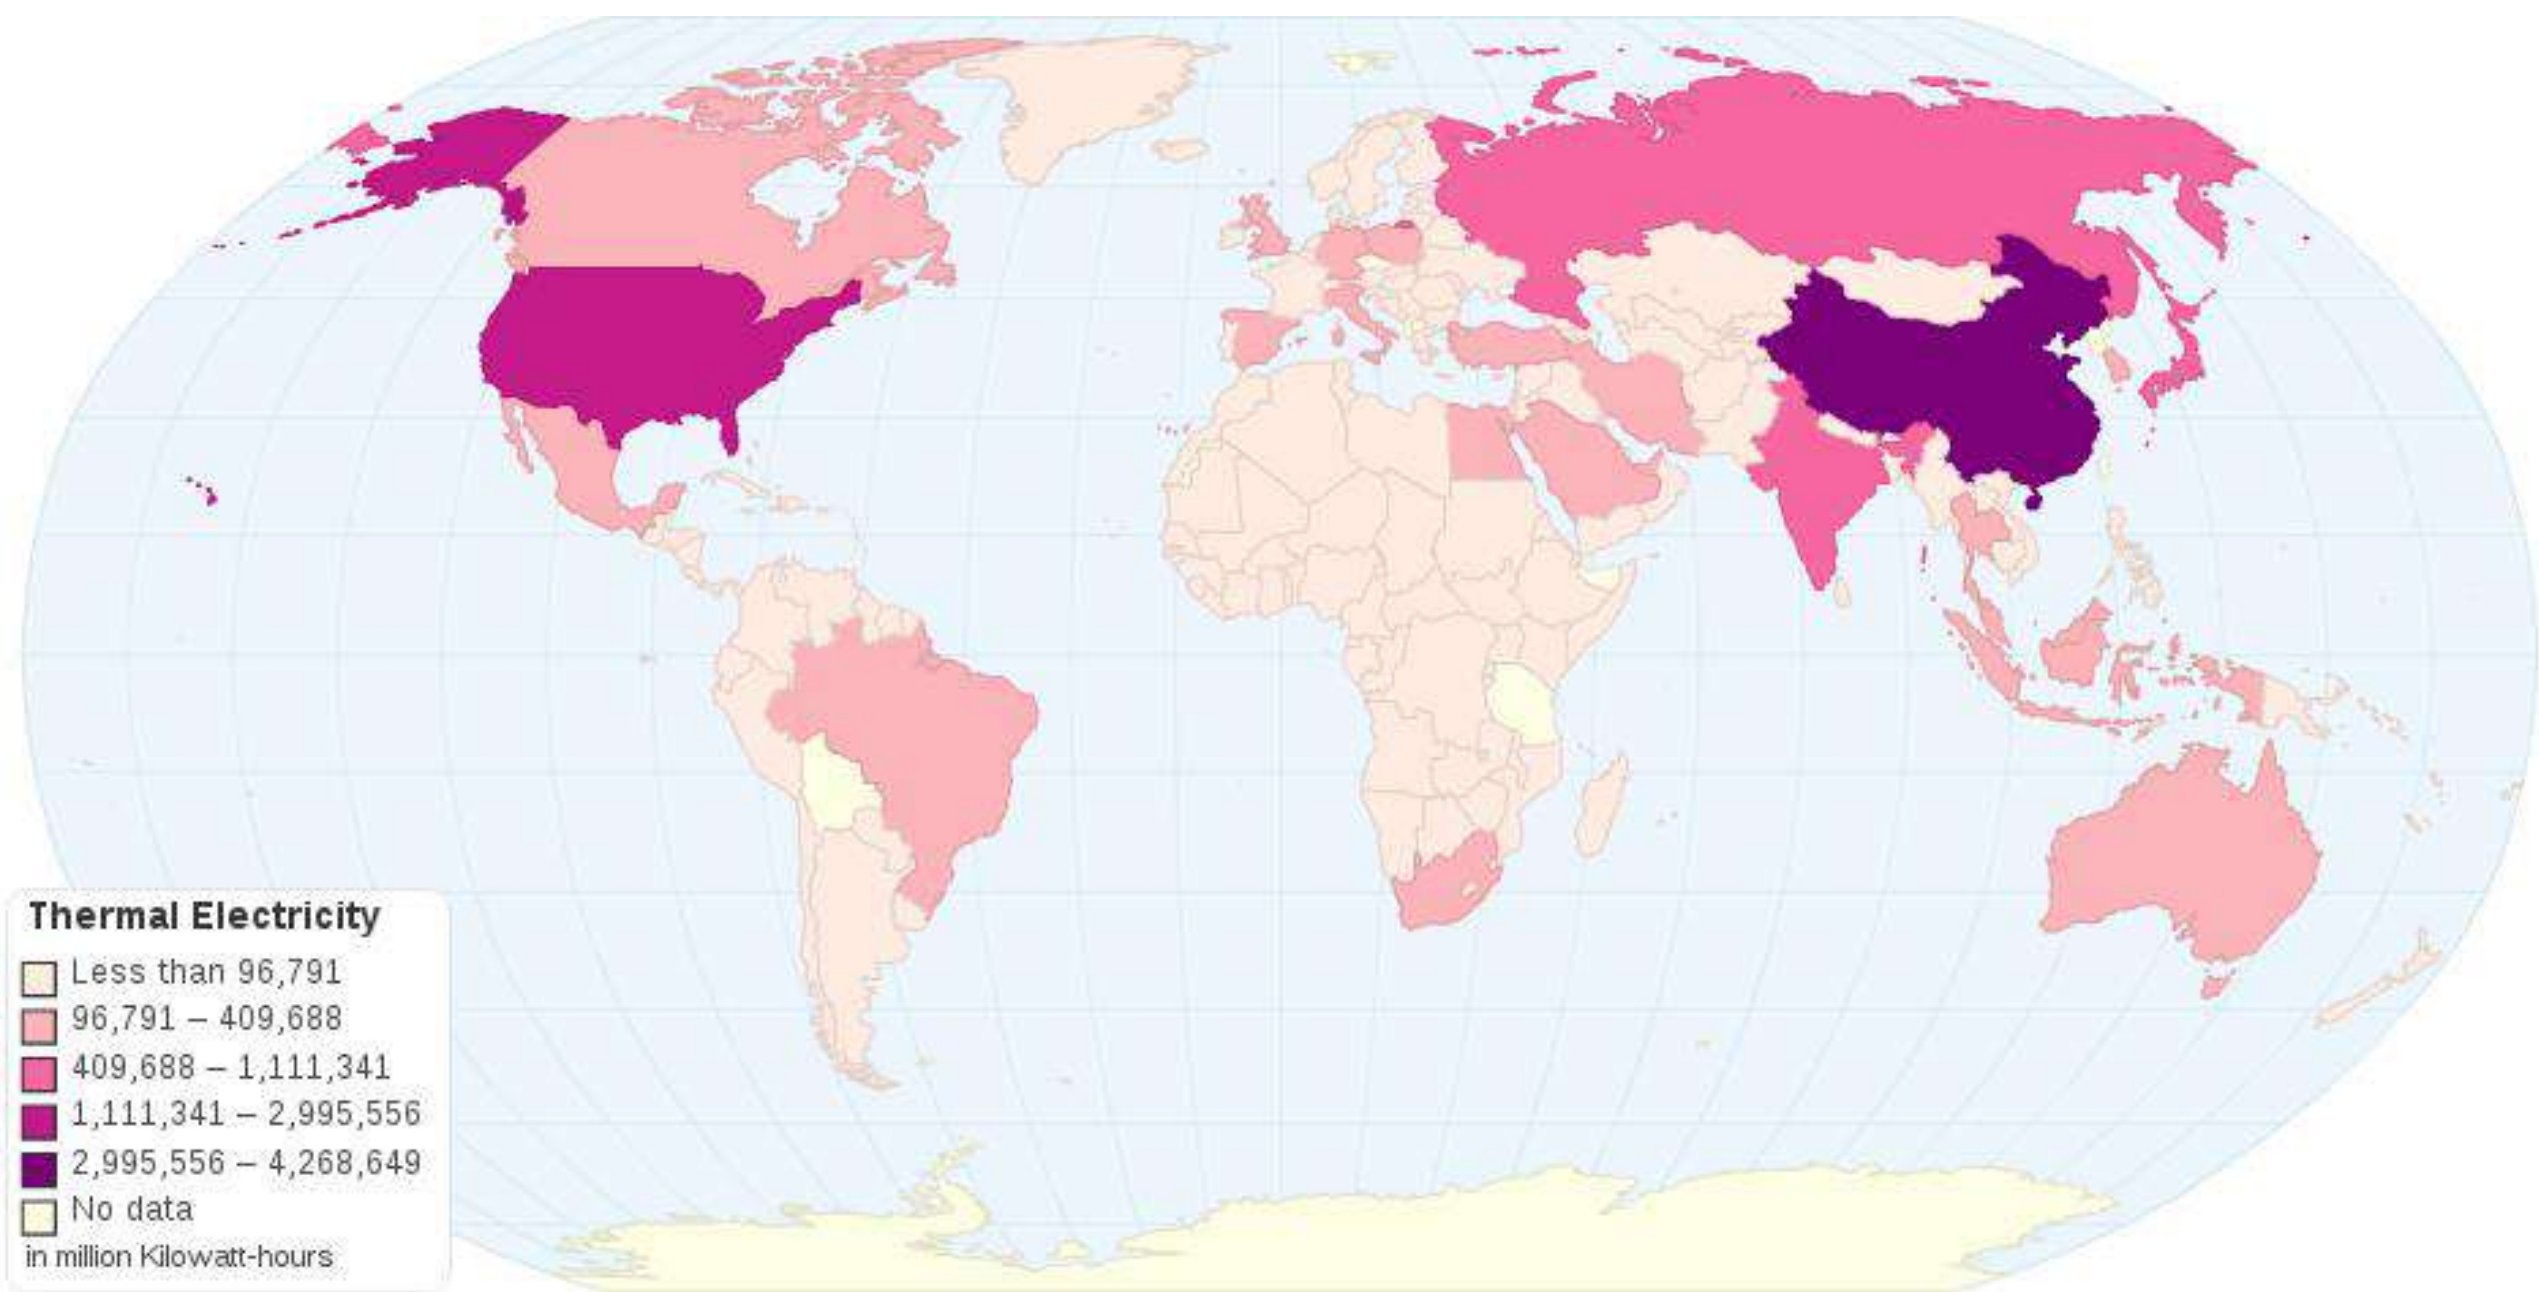 Thermal Electricity
Less than 96,791
96,791 – 409,688
409,688 – 1,111,341
1,111,341 – 2,995,556
2,995,556 – 4,268,649
No data
in million Kilowatt-hours